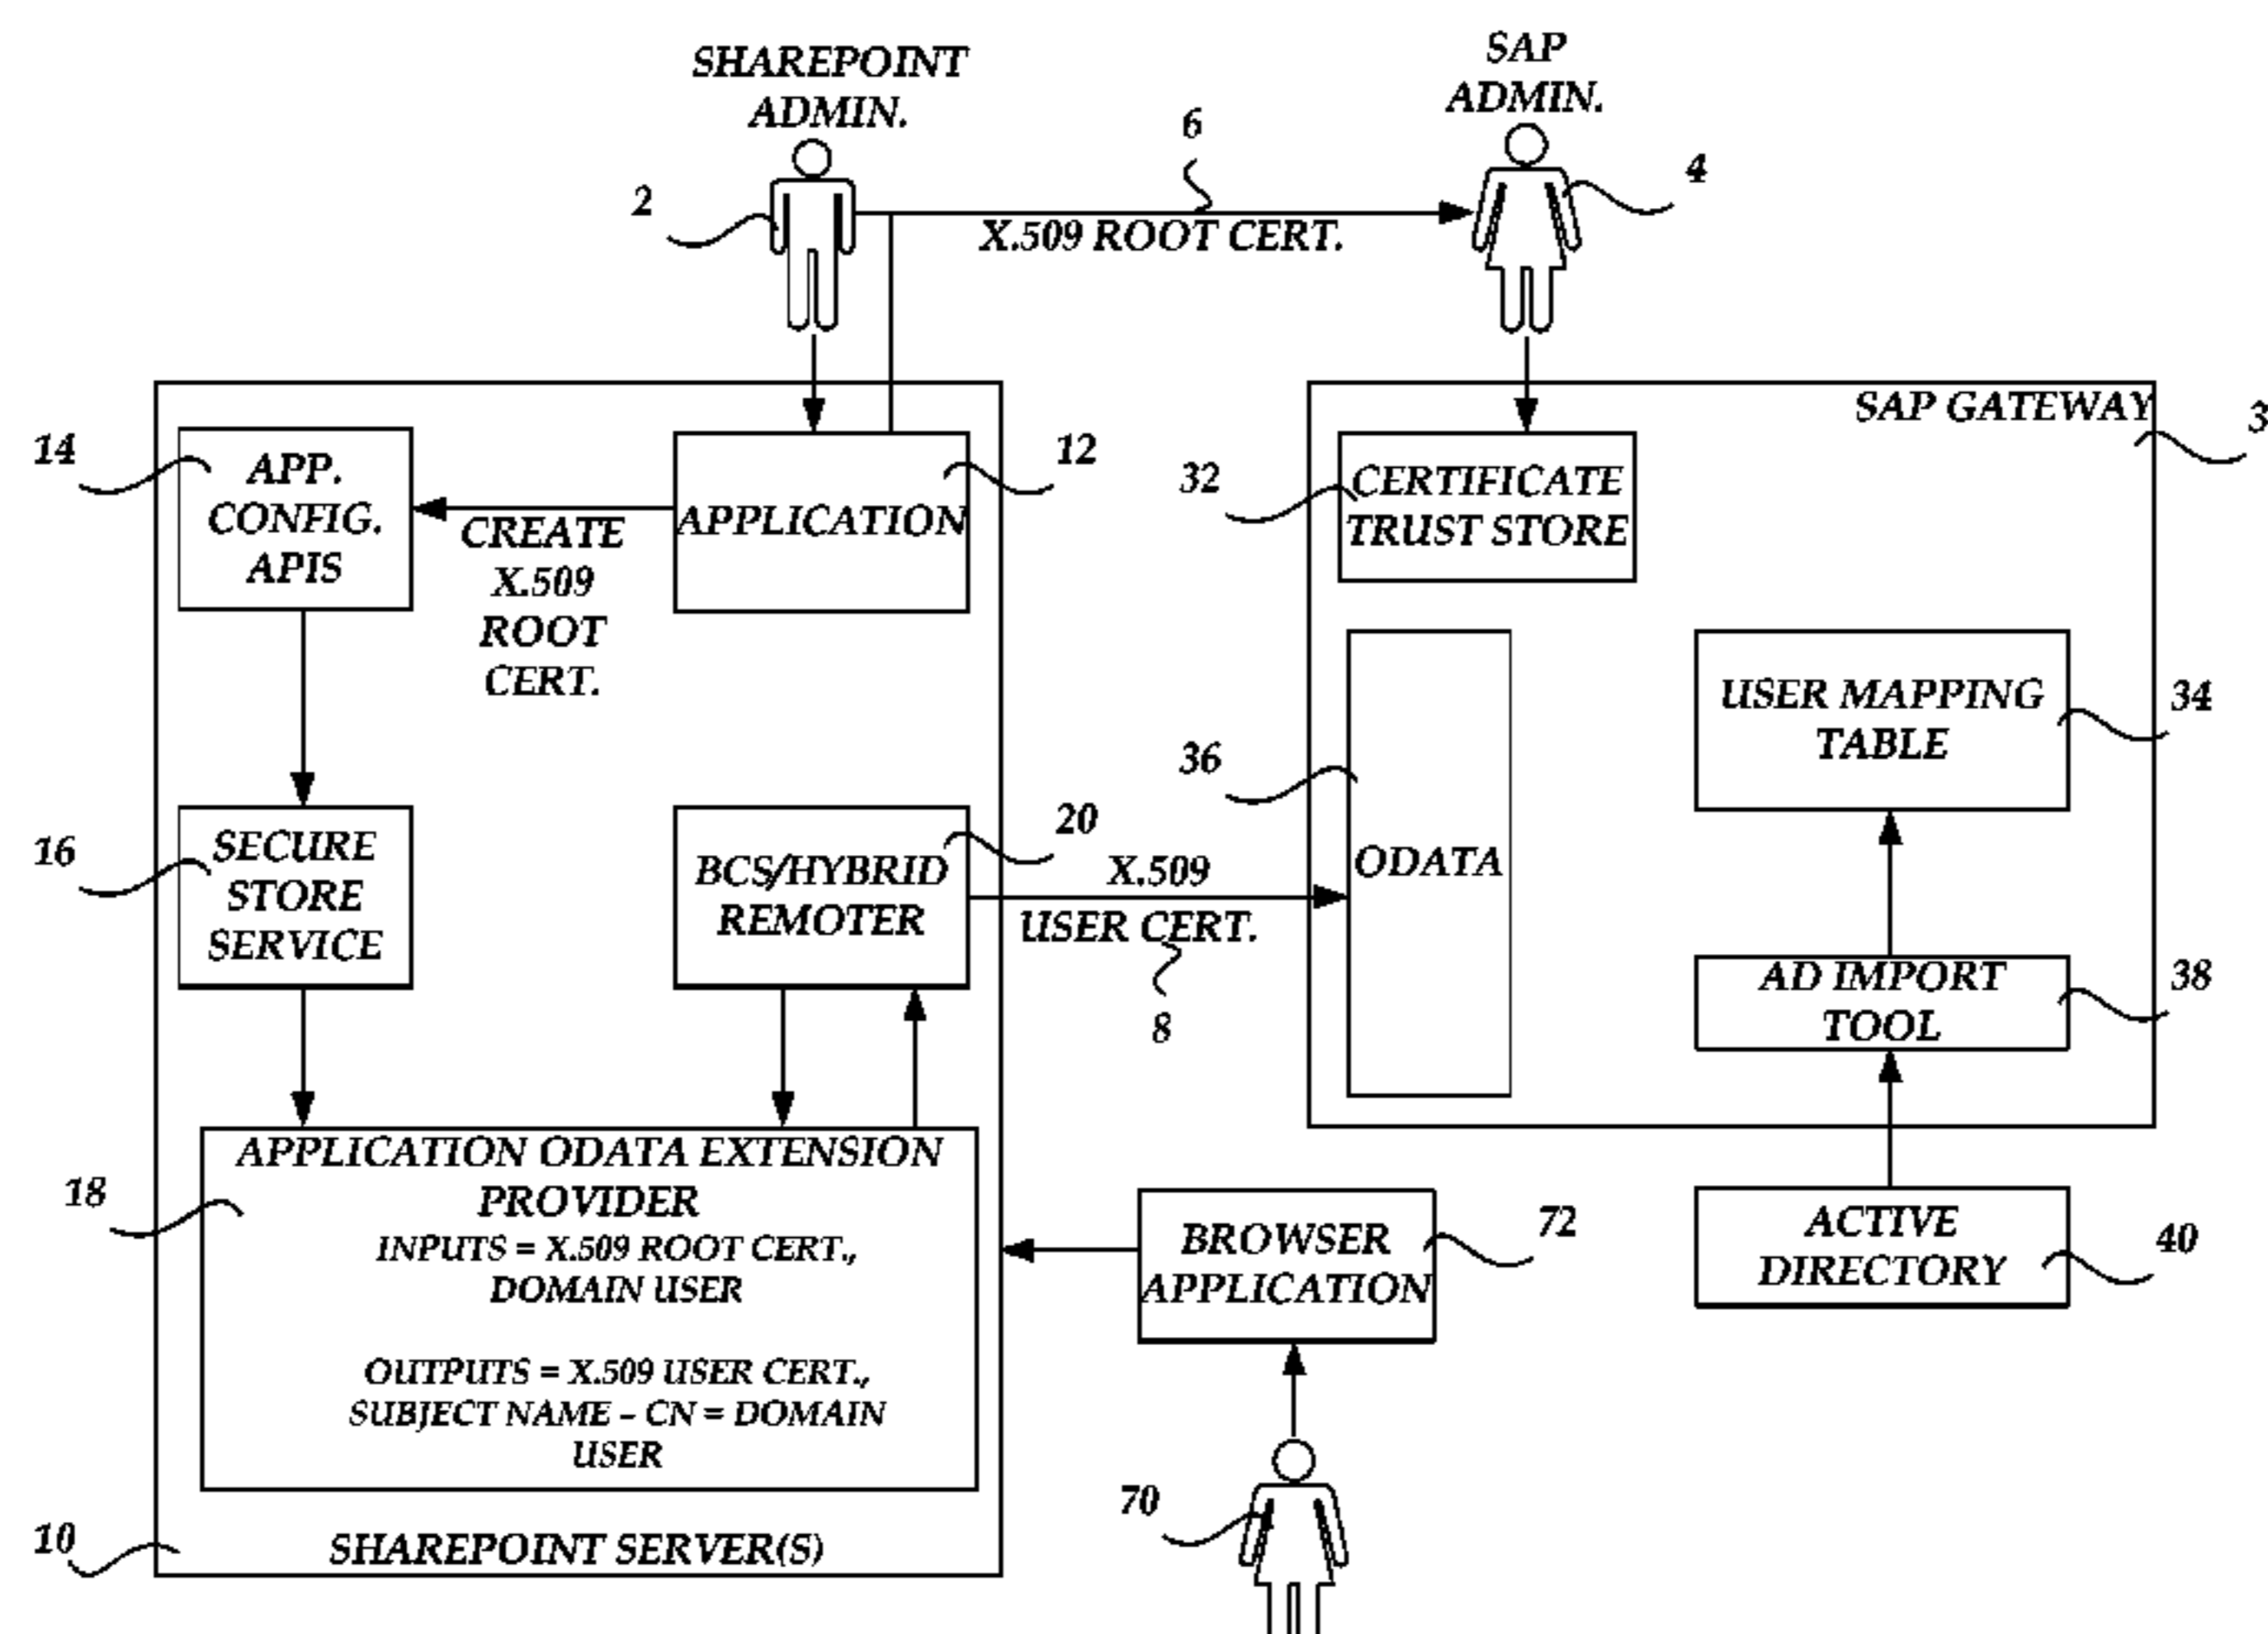 SHAREPOINT
ADMIN.
SAP
ADMIN.
6
2
4
X.509 ROOT CERT.
SAP GATEWAY
3
14
APP.
CONFIG.
APIS
12
APPLICATION
CREATE
X.509
ROOT
CERT.
32
CERTIFICATE
TRUST STORE
USER MAPPING
TABLE
34
36
ODATA
16
SECURE
STORE
SERVICE
20
BCS/HYBRID
REMOTER
X.509
USER CERT.
8
AD IMPORT
TOOL
38
18
APPLICATION ODATA EXTENSION
PROVIDER
INPUTS = X.509 ROOT CERT.,
DOMAIN USER
OUTPUTS = X.509 USER CERT.,
SUBJECT NAME – CN = DOMAIN
USER
BROWSER
APPLICATION
72
ACTIVE
DIRECTORY
40
70
10
SHAREPOINT SERVER(S)